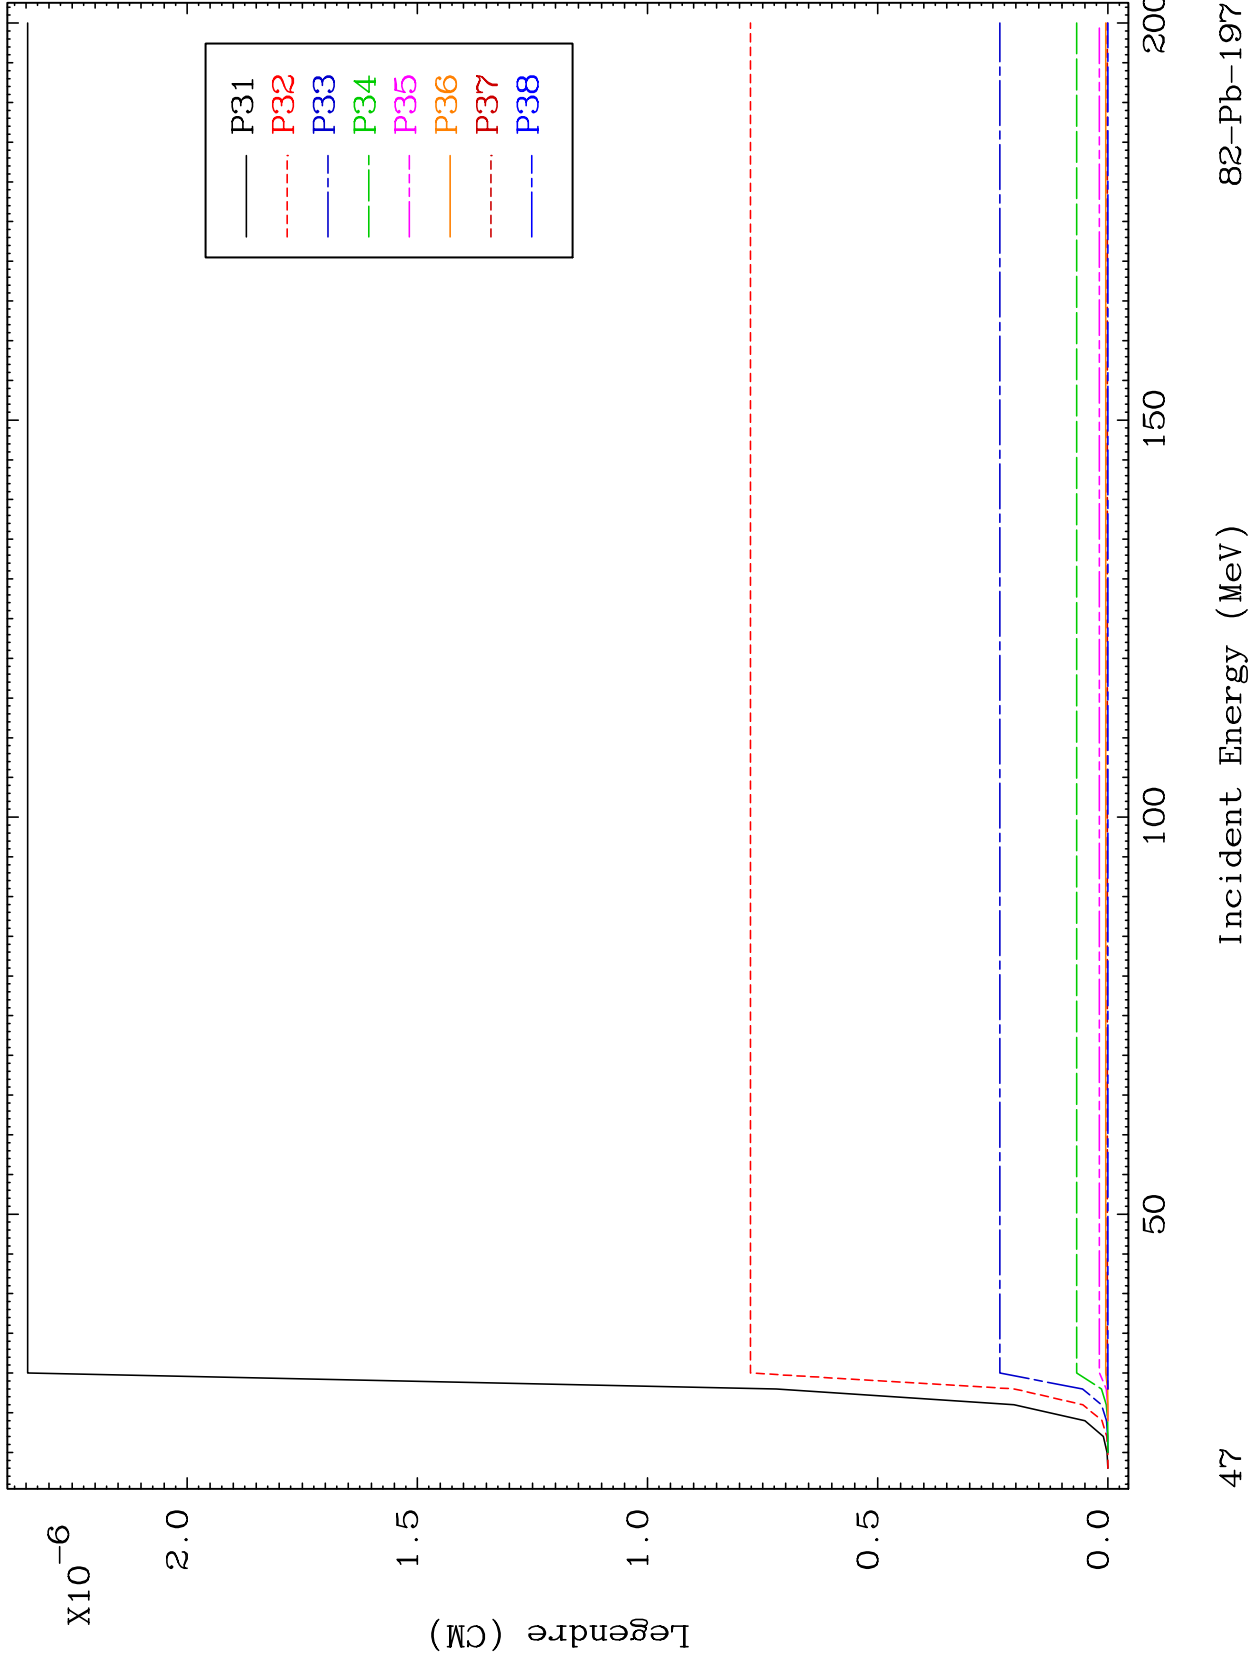 X10-6
2.0
1.5
1.0
0.5
0.0
Legendre (CM)
P31
P32
P33
P34
P35
P36
P37
P38
50
100
150
200
Incident Energy (MeV)
47
82-Pb-197